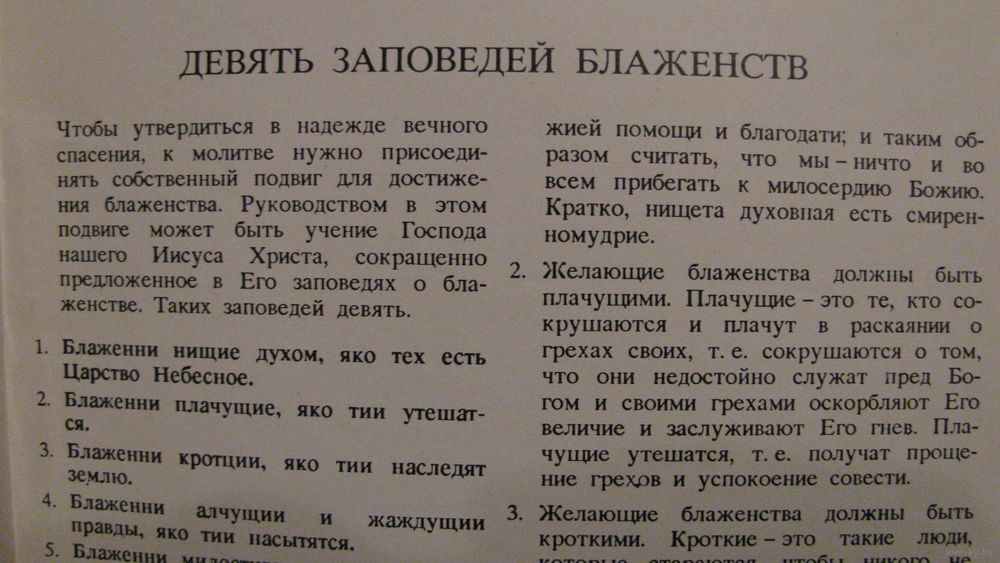 ДЕВЯТЬ ЗАПОВЕДЕЙ БЛАЖЕНСТВ
Чтобы утвердиться в надежде вечного
спасения, к молитве нужно присоеди-
нять собственный подвиг для достиже-
ния блаженства. Руководством в этом
подвиге может быть учение Господа
нашего Иисуса Христа, сокращенно
предложенное в Его заповедях о бла-
женстве. Таких заповедей девять.
1. Блаженни нищие духом, яко тех есть
Царство Небесное.
2. Блаженни плачущие, яко тии утешат-
ся.
3. Блаженни кротции, яко тии наследят
землю.
4. Блаженни алчущии и жаждущии
правды, яко тии насытятся.
5. Блаженни
жией помощи и благодати; и таким об-
разом считать, что мы – ничто и во
всем прибегать к милосердию Божию.
Кратко, нищета духовная есть смирен-
номудрие.
2. Желающие блаженства должны быть
плачущими. Плачущие – это те, кто со-
крушаются и плачут в раскаянии о
грехах своих, т. е. сокрушаются о том,
что они недостойно служат пред Бо-
гом и своими грехами оскорбляют Его
величие и заслуживают Его гнев. Пла-
чущие утешатся, т. е. получат проще-
ние грехов и успокоение совести.
3. Желающие блаженства должны быть
кроткими. Кроткие – это такие люди,
которые стараются, чтобы никого не